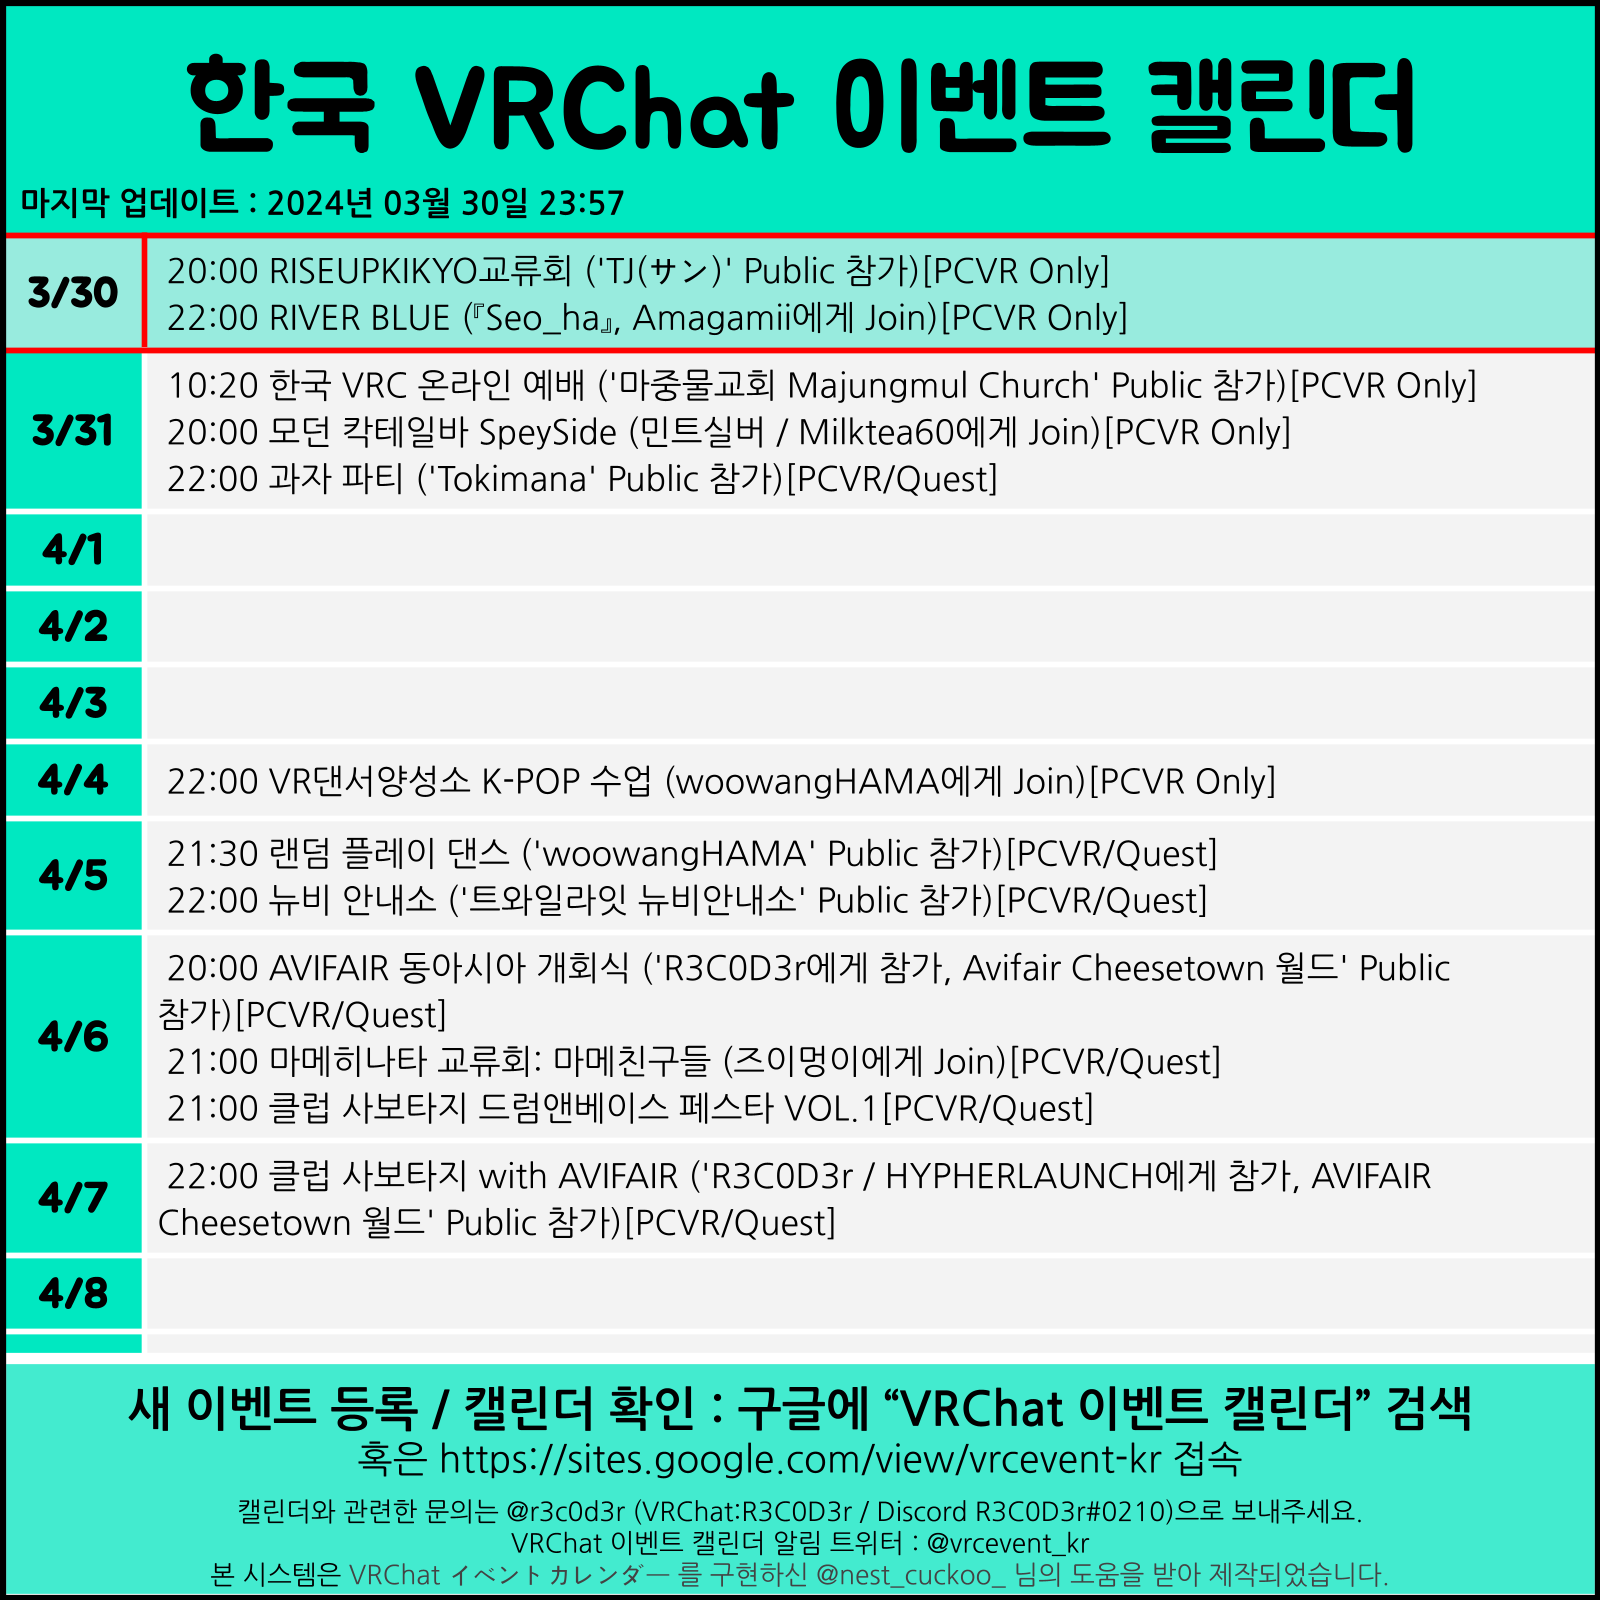 한국 VRChat 이벤트 캘린더
마지막 업데이트 : 2024년 03월 30일 23:57
3/30
20:00 RISEUPKIKYO교류회 ('TJ(サン)' Public 참가)[PCVR Only]
22:00 RIVER BLUE (『Seo_ha』, Amagamii에게 Join)[PCVR Only]
3/31
10:20 한국 VRC 온라인 예배 ('마중물교회 Majungmul Church' Public 참가)[PCVR Only]
20:00 모던 칵테일바 SpeySide (민트실버 / Milktea60에게 Join)[PCVR Only]
22:00 과자 파티 ('Tokimana' Public 참가)[PCVR/Quest]
4/1
4/2
4/3
4/4
22:00 VR댄서양성소 K-POP 수업 (woowangHAMA에게 Join)[PCVR Only]
4/5
21:30 랜덤 플레이 댄스 ('woowangHAMA' Public 참가)[PCVR/Quest]
22:00 뉴비 안내소 ('트와일라잇 뉴비안내소' Public 참가)[PCVR/Quest]
4/6
20:00 AVIFAIR 동아시아 개회식 ('R3C0D3r에게 참가, Avifair Cheesetown 월드' Public
참가)[PCVR/Quest]
21:00 마메히나타 교류회: 마메친구들 (즈이멍이에게 Join)[PCVR/Quest]
21:00 클럽 사보타지 드럼앤베이스 페스타 VOL.1[PCVR/Quest]
4/7
22:00 클럽 사보타지 with AVIFAIR ('R3C0D3r / HYPHERLAUNCH에게 참가, AVIFAIR
Cheesetown 월드' Public 참가)[PCVR/Quest]
4/8
새 이벤트 등록 / 캘린더 확인 : 구글에 “VRChat 이벤트 캘린더” 검색
혹은 https://sites.google.com/view/vrcevent-kr 접속
캘린더와 관련한 문의는 @r3c0d3r (VRChat:R3C0D3r / Discord R3C0D3r#0210)으로 보내주세요.
VRChat 이벤트 캘린더 알림 트위터 : @vrcevent_kr
본 시스템은 VRChat イベントカレンダー 를 구현하신 @nest_cuckoo_ 님의 도움을 받아 제작되었습니다.